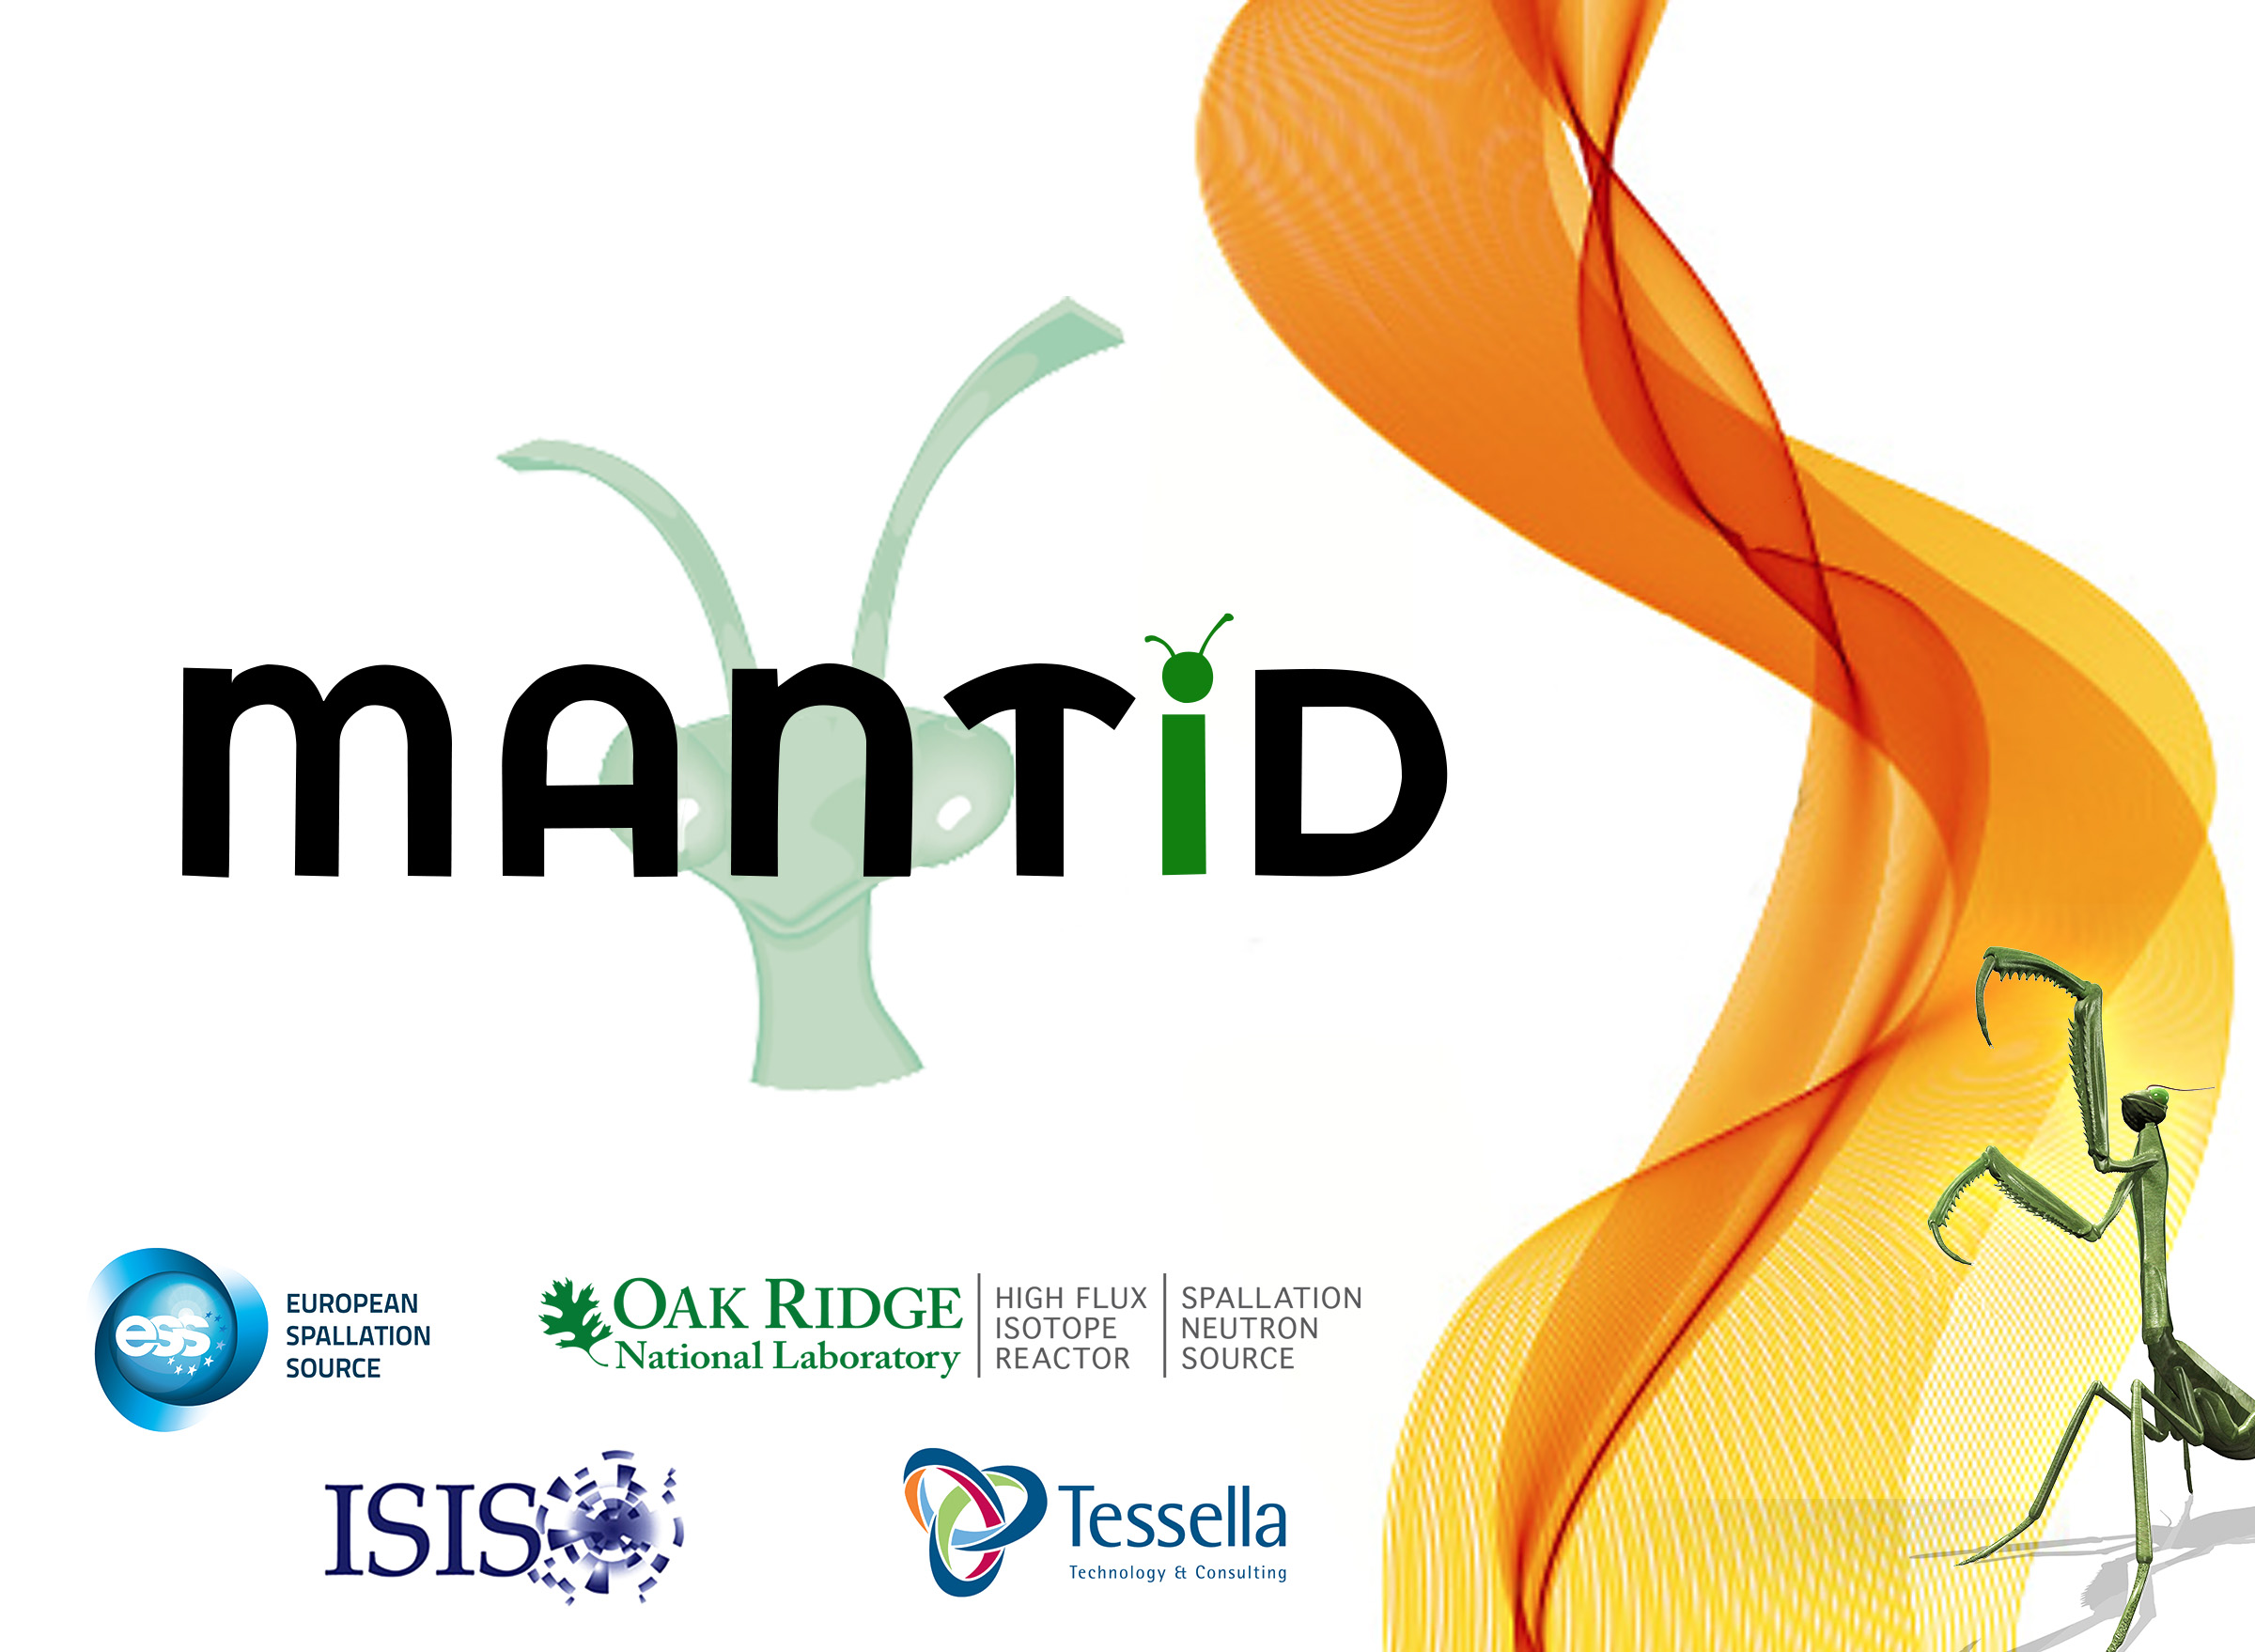 MANTiD
ess
EUROPEAN
SPALLATION
SOURCE
OAK RIDGE
National Laboratory
HIGH FLUX
ISOTOPE
REACTOR
SPALLATION
NEUTRON
SOURCE
ISIS
Tessella
Technology & Consulting